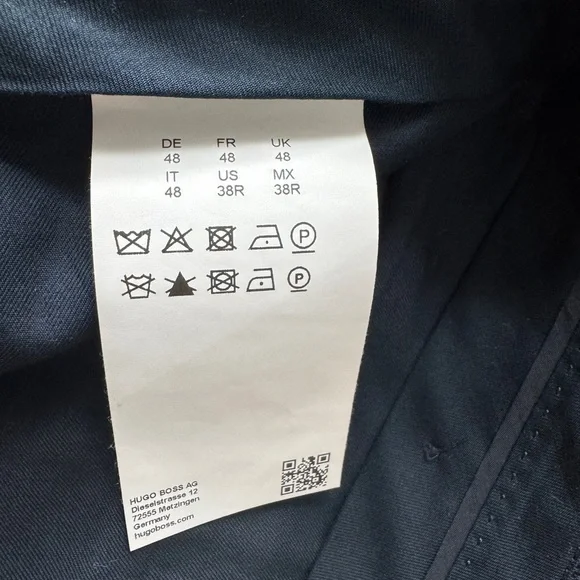 DE FR UK
48 48 48
IT US MX
48 38R 38R
P
P
HUGO BOSS AG
Dieselstrasse 12
72555 Metzingen
Germany
hugoboss.com